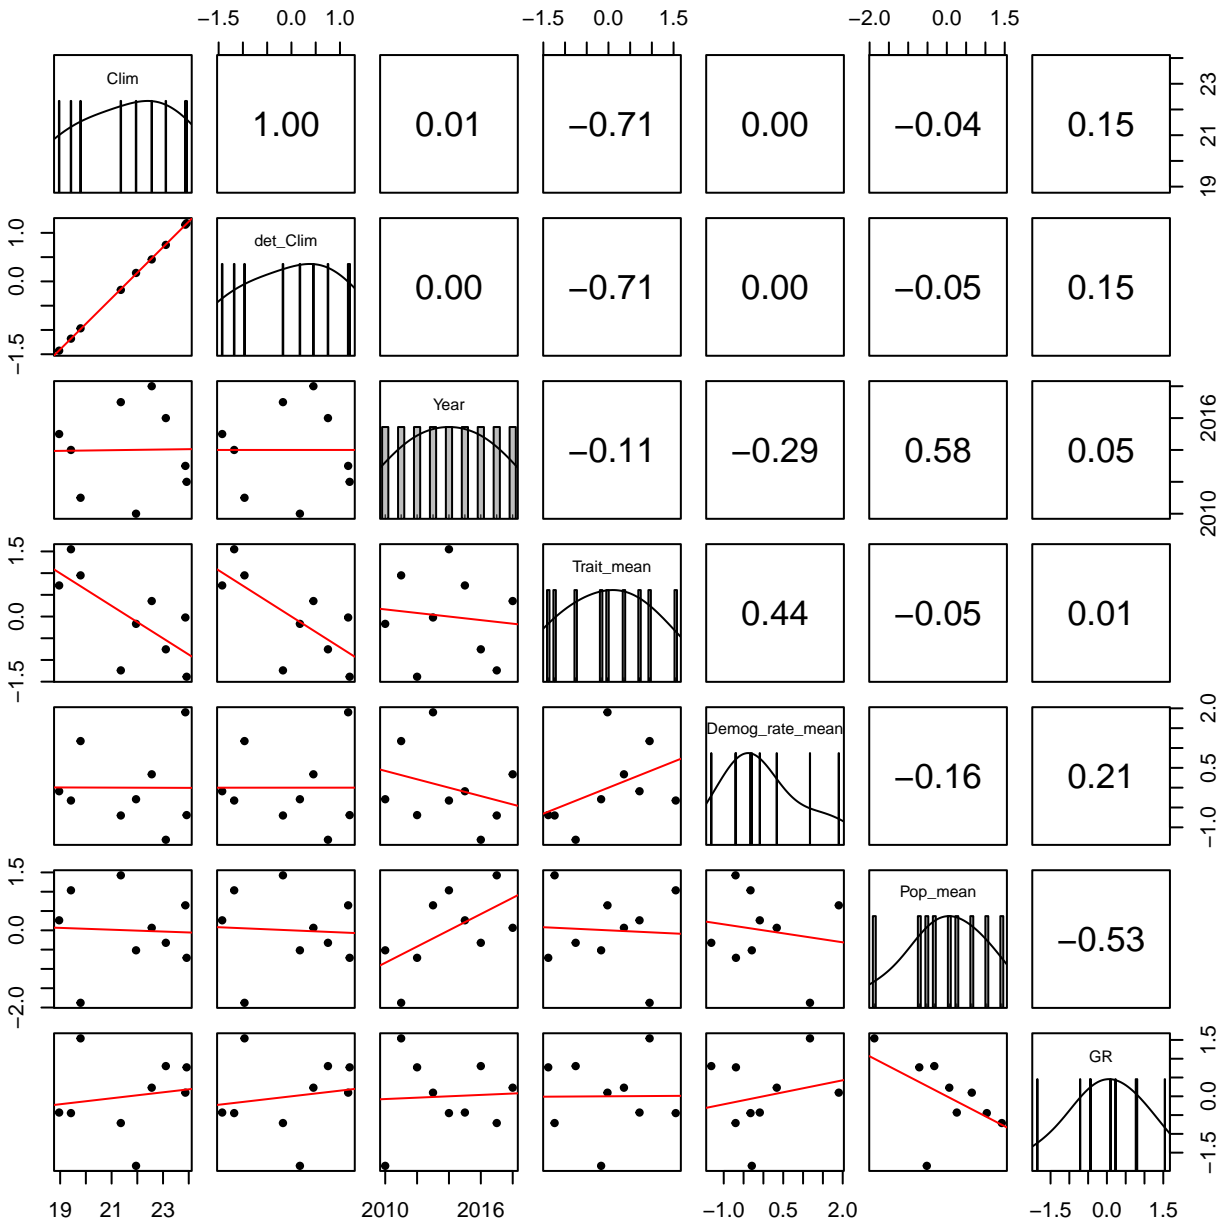 −1.5 0.0 1.0 −1.5 0.0 1.5 −2.0 0.0 1.5
Clim 1.00 0.01 −0.71 0.00 −0.04 0.15 19 21 23
−1.5 0.0 1.0 det_Clim 0.00 −0.71 0.00 −0.05 0.15
Year −0.11 −0.29 0.58 0.05 2010 2016
−1.5 0.0 1.5 Trait_mean 0.44 −0.05 0.01
Demog_rate_mean −0.16 0.21 −1.0 0.5 2.0
−2.0 0.0 1.5 Pop_mean −0.53
GR −1.5 0.0 1.5
19 21 23 2010 2016 −1.0 0.5 2.0 −1.5 0.0 1.5